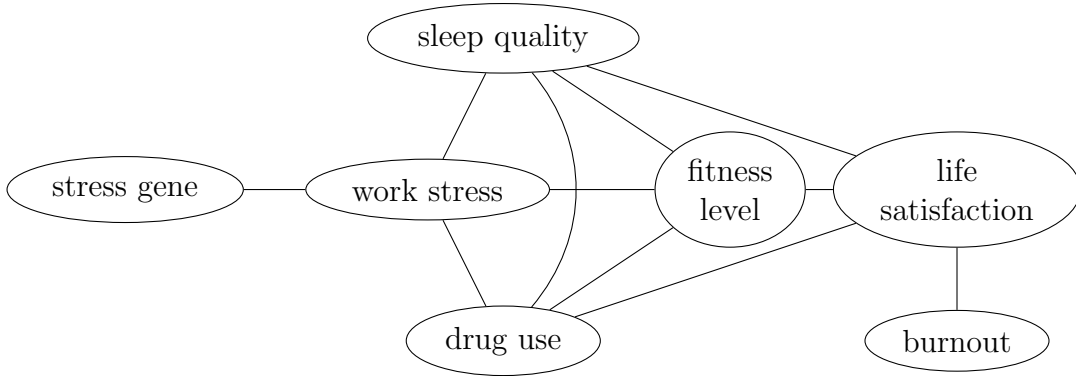 sleep quality
stress gene
work stress
fitness
level
life
satisfaction
drug use
burnout